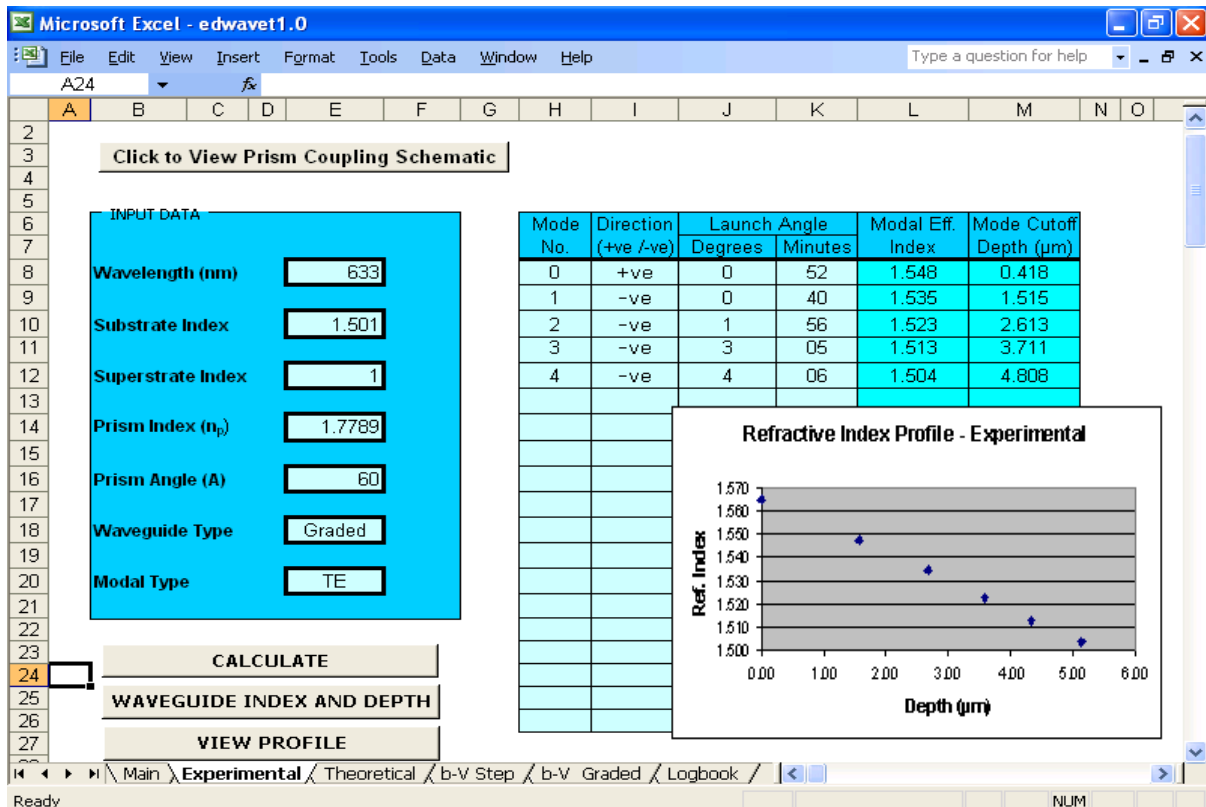 Microsoft Excel - edwavet1.0
File Edit View Insert Format Tools Data Window Help
Type a question for help
A24 fx
A B C D E F G H I J K L M N O
2
3 Click to View Prism Coupling Schematic
4
5
INPUT DATA
6 Mode Direction Launch Angle Modal Eff. Mode Cutoff
7 No. (+ve /-ve) Degrees Minutes Index Depth (µm)
8 Wavelength (nm) 633 0 +ve 0 52 1.548 0.418
9 1 -ve 0 40 1.535 1.515
10 Substrate Index 1.501 2 -ve 1 56 1.523 2.613
11 3 -ve 3 05 1.513 3.711
12 Superstrate Index 1 4 -ve 4 06 1.504 4.808
13
14 Prism Index (np) 1.7789
15
16 Prism Angle (A) 60
17
18 Waveguide Type Graded
19
20 Modal Type TE
21
22
23 CALCULATE
24
25 WAVEGUIDE INDEX AND DEPTH
26
27 VIEW PROFILE
Refractive Index Profile - Experimental
Ref. Index
1.570
1.560
1.550
1.540
1.530
1.520
1.510
1.500
0.00 1.00 2.00 3.00 4.00 5.00 6.00
Depth (µm)
Main Experimental Theoretical b-V Step b-V Graded Logbook
Ready NUM